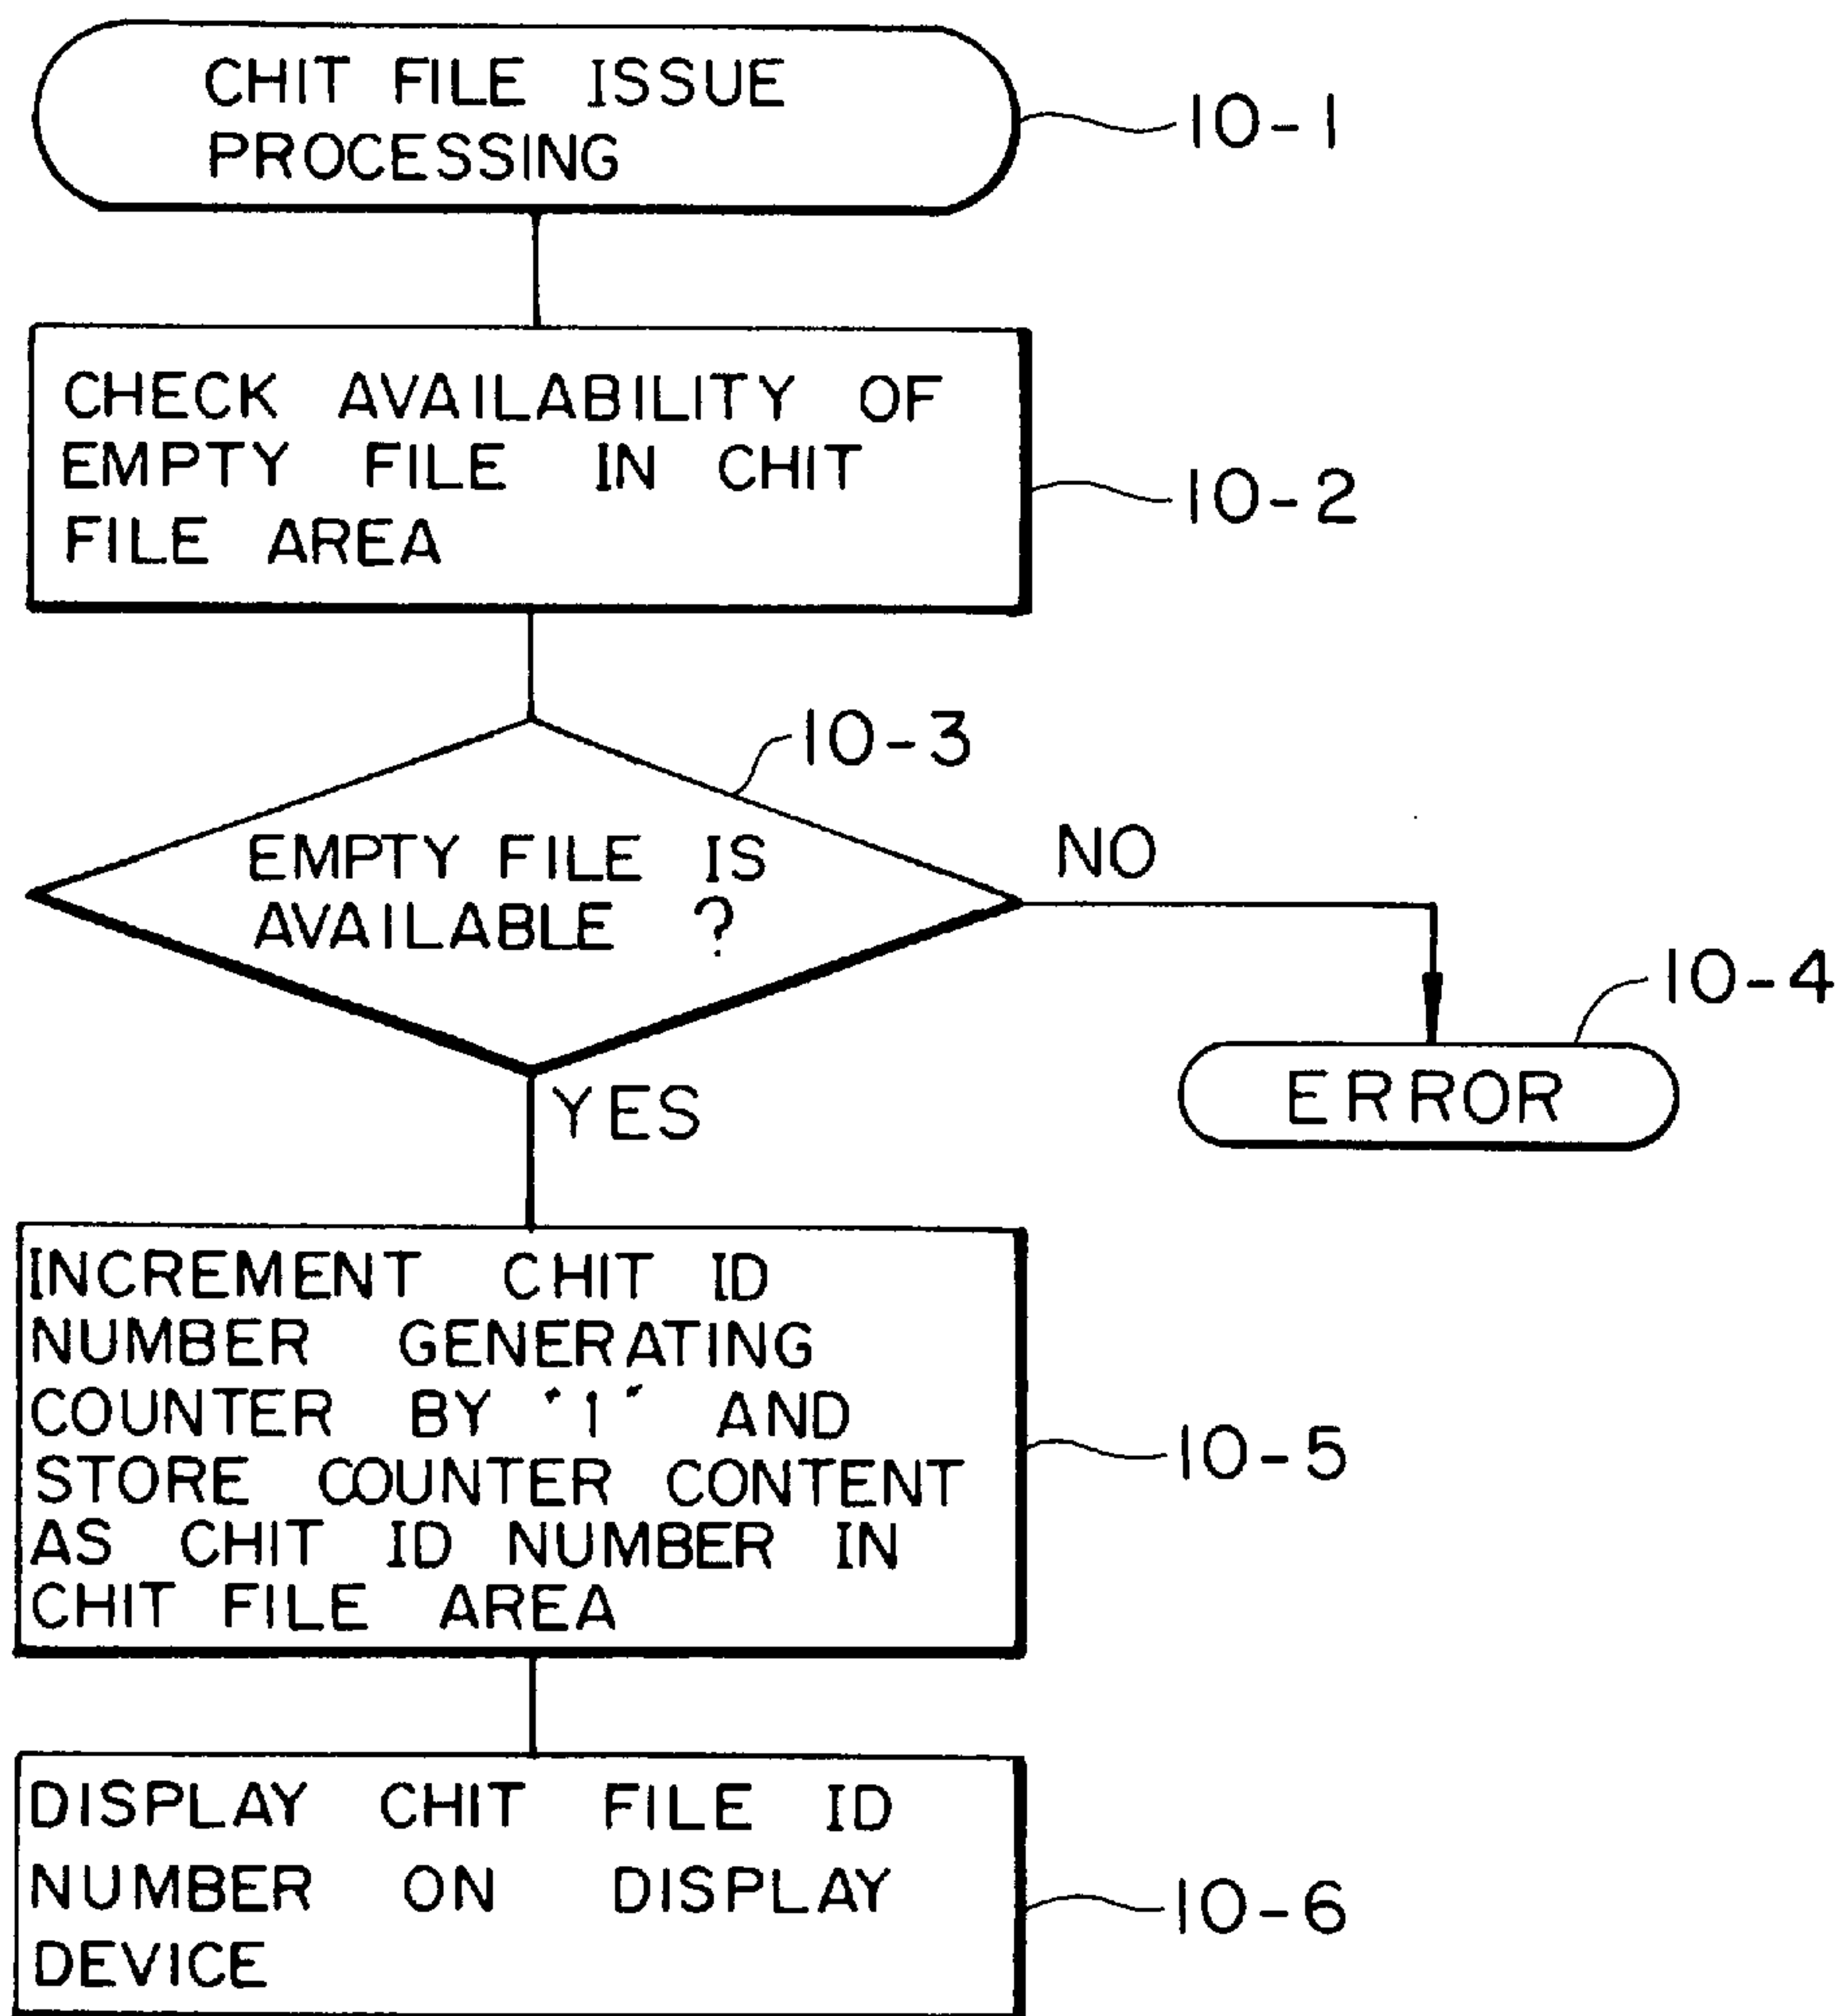 CHIT FILE ISSUE
PROCESSING
10-1
CHECK AVAILABILITY OF
EMPTY FILE IN CHIT
FILE AREA
10-2
10-3
EMPTY FILE IS
AVAILABLE ?
NO
10-4
ERROR
YES
INCREMENT CHIT ID
NUMBER GENERATING
COUNTER BY "1" AND
STORE COUNTER CONTENT
AS CHIT ID NUMBER IN
CHIT FILE AREA
10-5
DISPLAY CHIT FILE ID
NUMBER ON DISPLAY
DEVICE
10-6